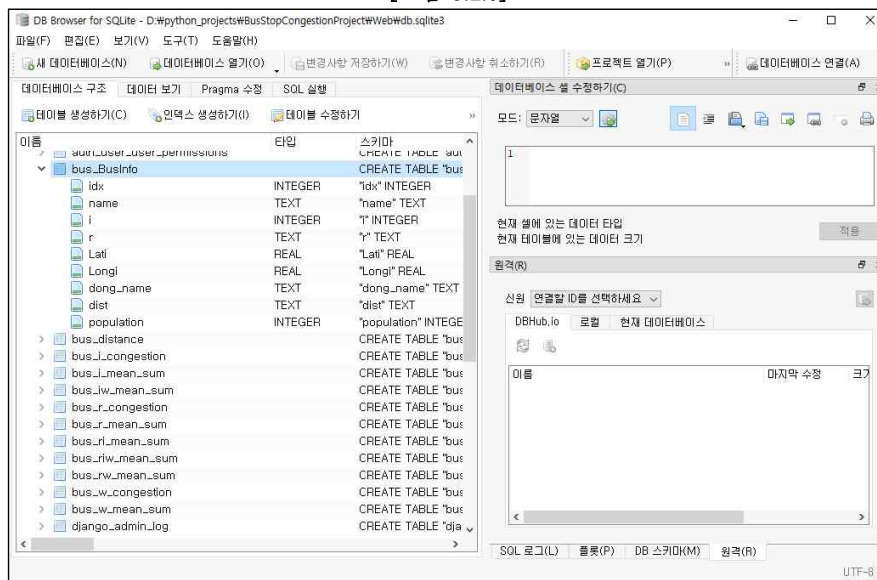 DB Browser for SQLite - D:₩python_projects₩BusStopCongestionProject₩Web₩db.sqlite3
파일(F) 편집(E) 보기(V) 도구(T) 도움말(H)
새 데이터베이스(N) 데이터베이스 열기(O) 변경사항 저장하기(W) 변경사항 취소하기(R) 프로젝트 열기(P) » 데이터베이스 연결(A)
데이터베이스 구조 데이터 보기 Pragma 수정 SQL 실행
테이블 생성하기(C) 인덱스 생성하기(I) 테이블 수정하기 »
이름 타입 스키마
auth_user_user_permissions CREATE TABLE "aut
bus_BusInfo CREATE TABLE "bus
idx INTEGER "idx" INTEGER
name TEXT "name" TEXT
i INTEGER "i" INTEGER
r TEXT "r" TEXT
Lati REAL "Lati" REAL
Longi REAL "Longi" REAL
dong_name TEXT "dong_name" TEXT
dist TEXT "dist" TEXT
population INTEGER "population" INTEGE
bus_distance CREATE TABLE "bus
bus_i_congestion CREATE TABLE "bus
bus_i_mean_sum CREATE TABLE "bus
bus_iw_mean_sum CREATE TABLE "bus
bus_r_congestion CREATE TABLE "bus
bus_r_mean_sum CREATE TABLE "bus
bus_ri_mean_sum CREATE TABLE "bus
bus_riw_mean_sum CREATE TABLE "bus
bus_rw_mean_sum CREATE TABLE "bus
bus_w_congestion CREATE TABLE "bus
bus_w_mean_sum CREATE TABLE "bus
django_admin_log CREATE TABLE "dja
데이터베이스 셀 수정하기(C)
모드: 문자열
1
현재 셀에 있는 데이터 타입
현재 테이블에 있는 데이터 크기
적용
원격(R)
신원 연결할 ID를 선택하세요
DBHub.io 로컬 현재 데이터베이스
이름 마지막 수정 크기
SQL 로그(L) 플롯(P) DB 스키마(M) 원격(R)
UTF-8